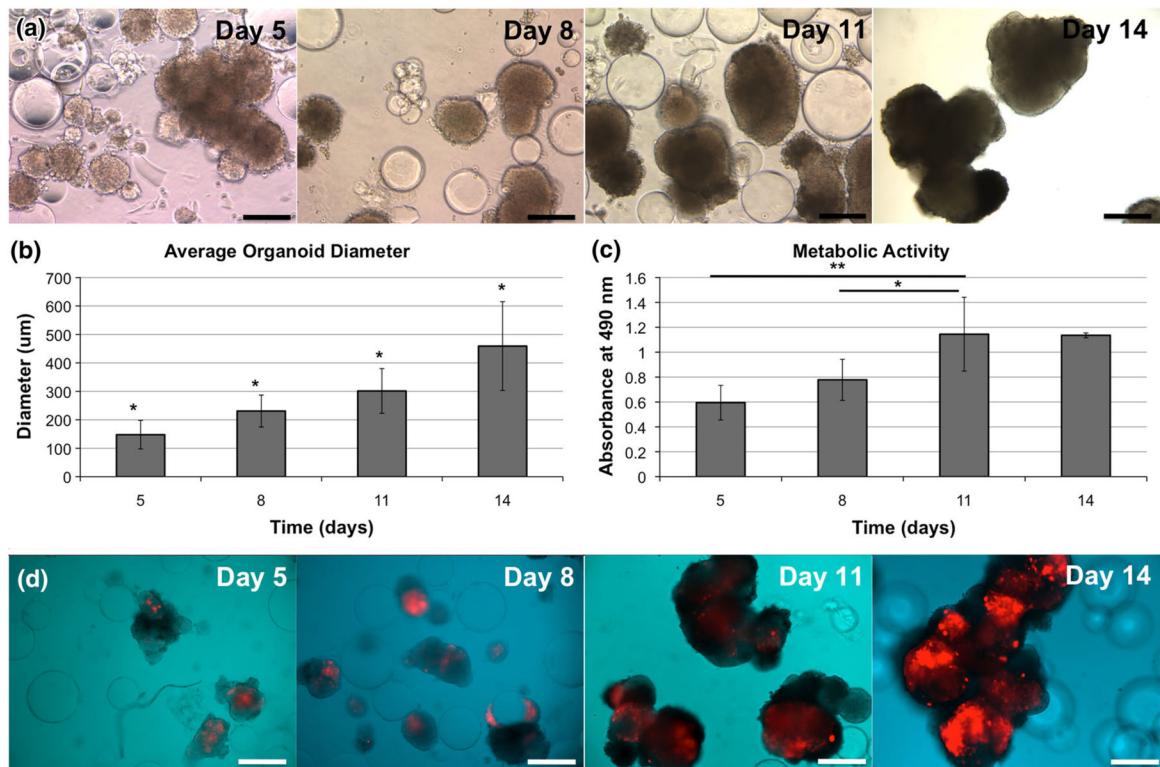 (a) Day 5 Day 8 Day 11 Day 14
(b) Average Organoid Diameter
700
600
500
400
300
200
100
0
Diameter (um)
* * * *
5 8 11 14
Time (days)
(c) Metabolic Activity
**
*
1.6
1.4
1.2
1
0.8
0.6
0.4
0.2
0
Absorbance at 490 nm
5 8 11 14
Time (days)
(d) Day 5 Day 8 Day 11 Day 14